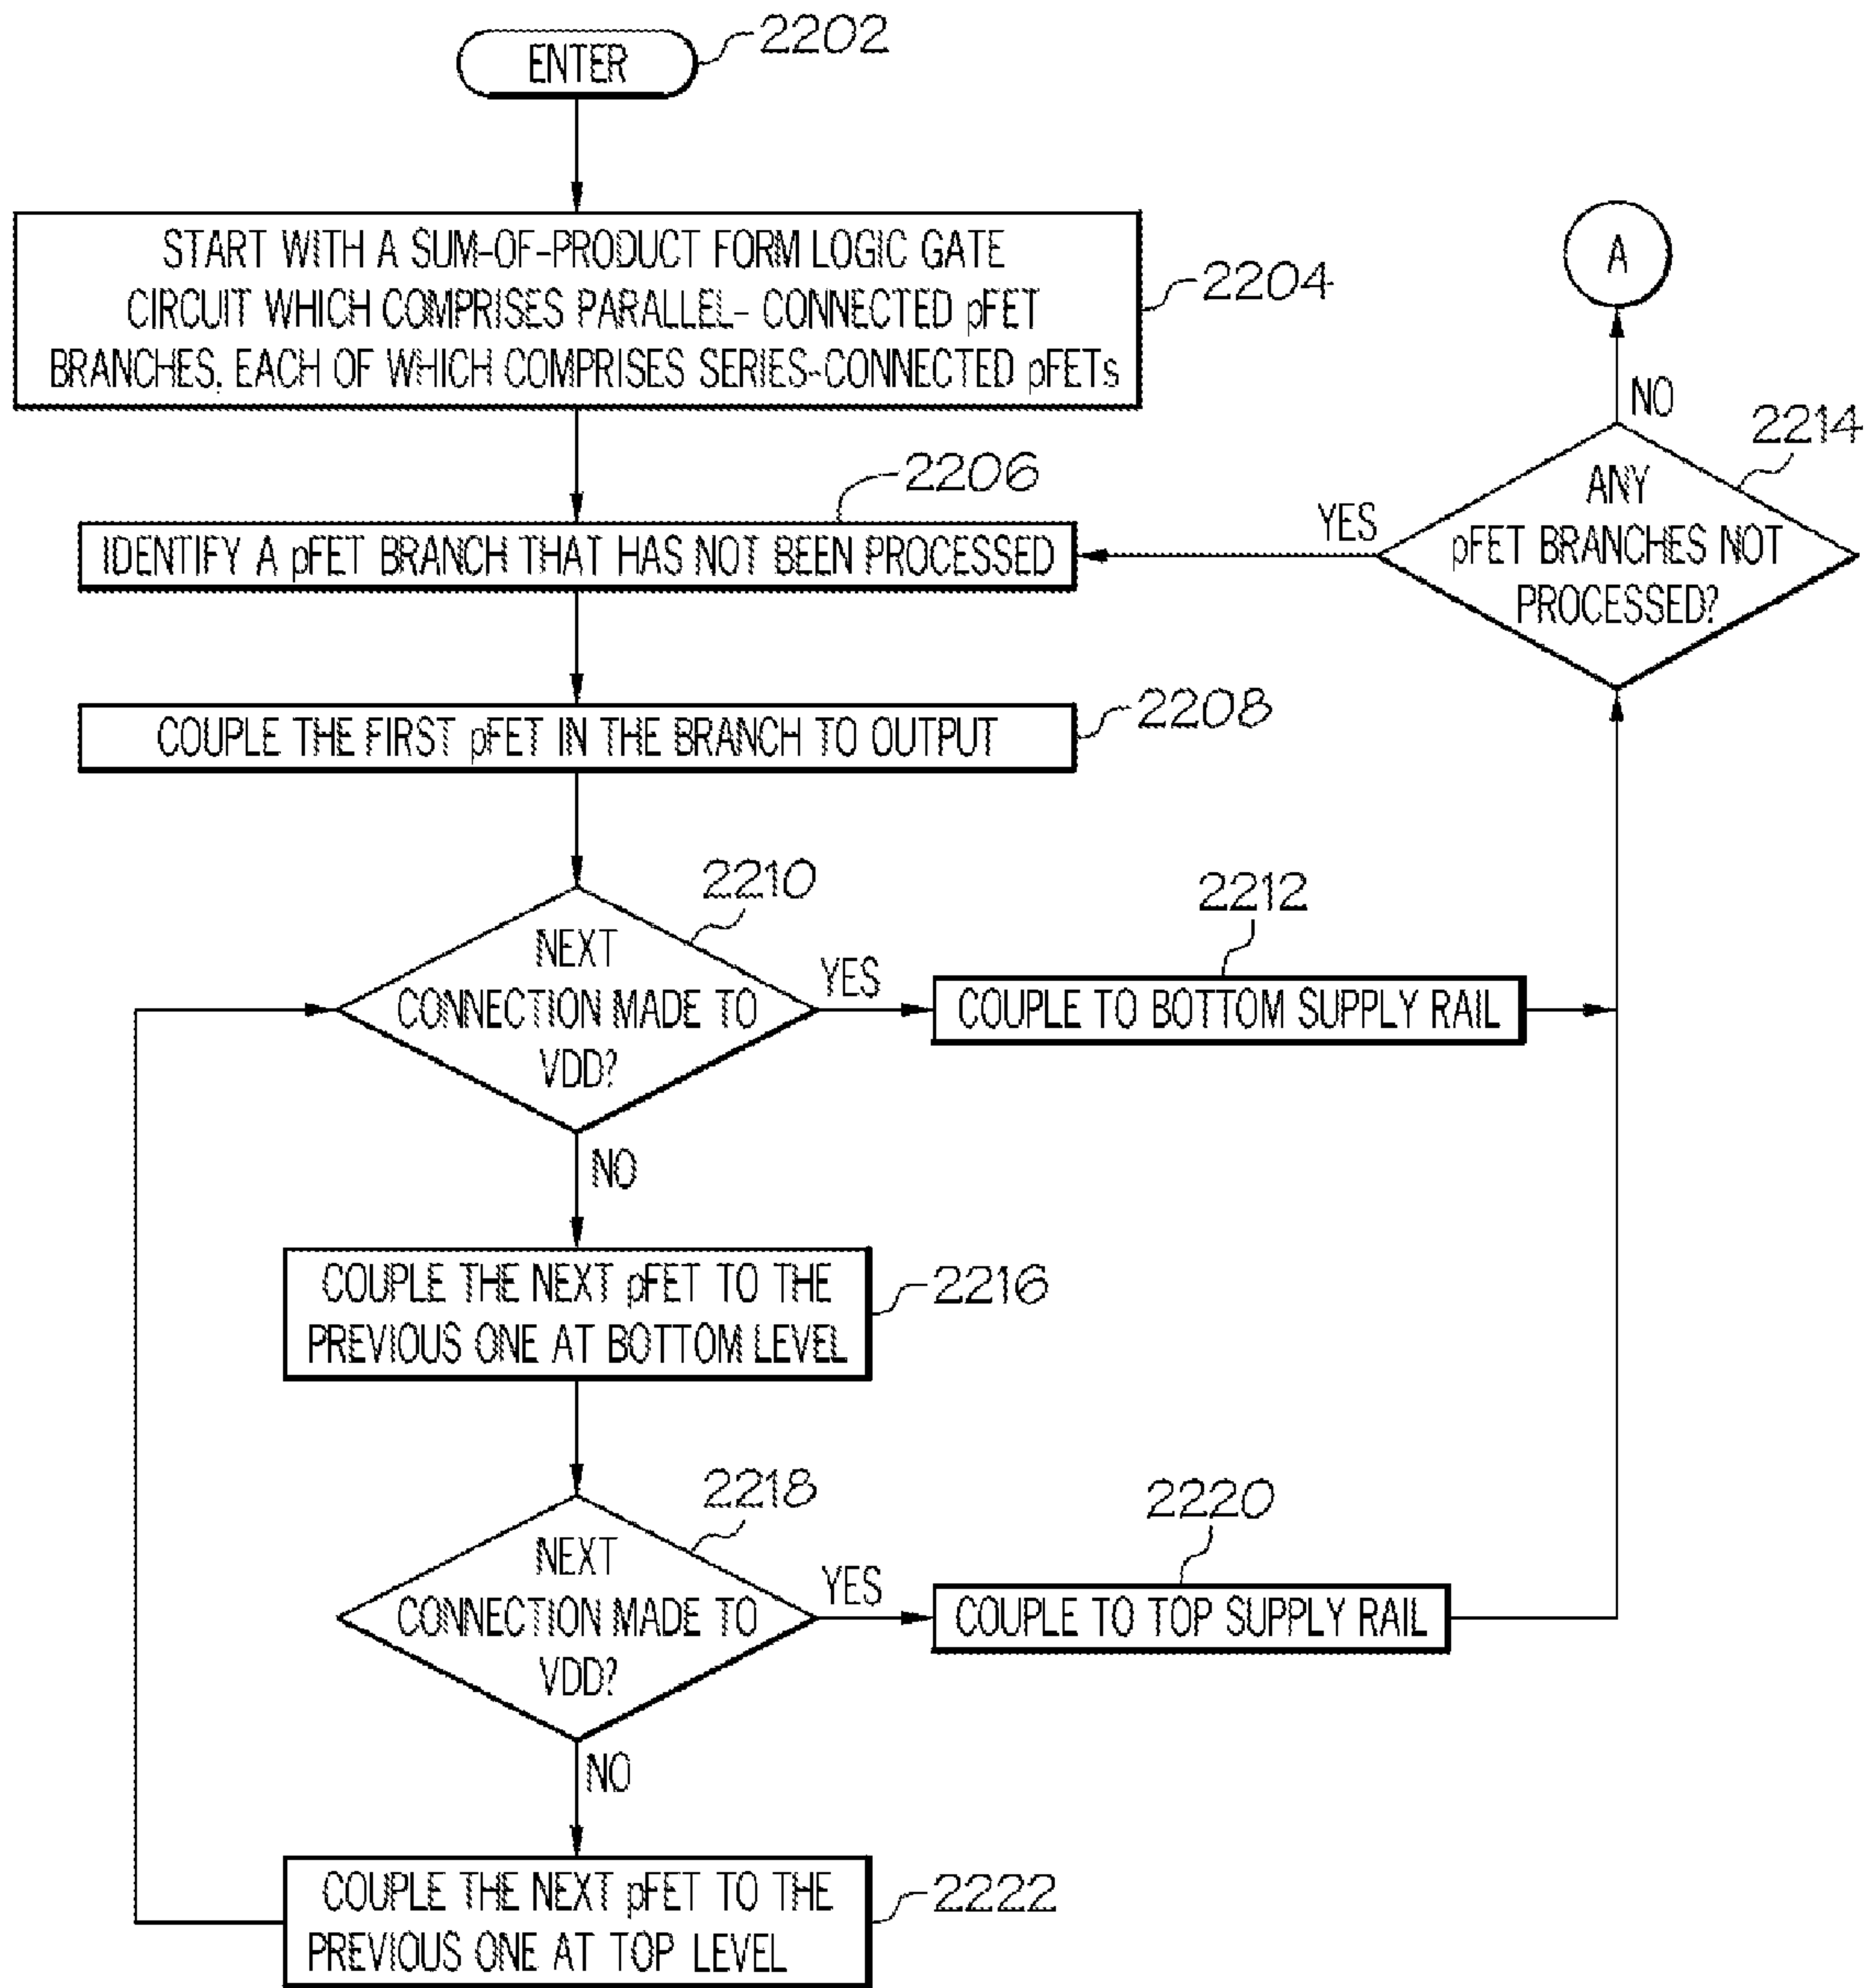 ENTER
2202
START WITH A SUM-OF-PRODUCT FORM LOGIC GATE
CIRCUIT WHICH COMPRISES PARALLEL- CONNECTED pFET
BRANCHES, EACH OF WHICH COMPRISES SERIES-CONNECTED pFETs
2204
A
NO
2214
ANY
pFET BRANCHES NOT
PROCESSED?
YES
2206
IDENTIFY A pFET BRANCH THAT HAS NOT BEEN PROCESSED
COUPLE THE FIRST pFET IN THE BRANCH TO OUTPUT
2208
2210
NEXT
CONNECTION MADE TO
VDD?
YES
2212
COUPLE TO BOTTOM SUPPLY RAIL
NO
COUPLE THE NEXT pFET TO THE
PREVIOUS ONE AT BOTTOM LEVEL
2216
2218
NEXT
CONNECTION MADE TO
VDD?
YES
2220
COUPLE TO TOP SUPPLY RAIL
NO
COUPLE THE NEXT pFET TO THE
PREVIOUS ONE AT TOP LEVEL
2222